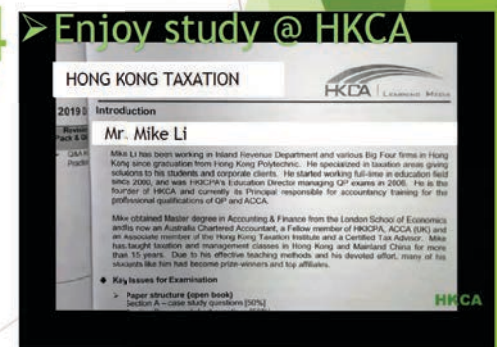 ➢ Enjoy study @ HKCA
HONG KONG TAXATION
HKCA | LEARNING MEDIA
2019
Introduction
Mr. Mike Li
Mike Li has been working in Inland Revenue Department and various Big Four firms in Hong
Kong since graduation from Hong Kong Polytechnic. He specialized in taxation areas giving
solutions to his students and corporate clients. He started working full-time in education field
since 2000, and was HKICPA's Education Director managing QP exams in 2006. He is the
founder of HKCA and currently its Principal responsible for accountancy training for the
professional qualifications of QP and ACCA.
Mike obtained Master degree in Accounting & Finance from the London School of Economics
and is now an Australia Chartered Accountant, a Fellow member of HKICPA, ACCA (UK) and
an Associate member of the Hong Kong Taxation Institute and a Certified Tax Advisor. Mike
has taught taxation and management classes in Hong Kong and Mainland China for more
than 15 years. Due to his effective teaching methods and his devoted effort, many of his
students like him had become prize-winners and top affiliates.
◆ Key Issues for Examination
➢ Paper structure (open book)
Section A – case study questions [50%]
HKCA